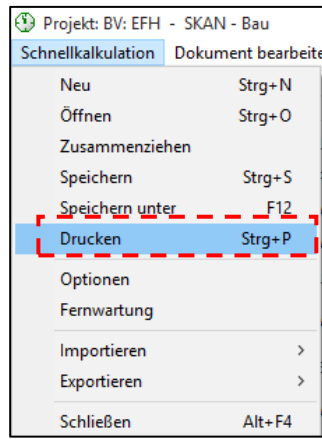 Projekt: BV: EFH - SKAN - Bau
Schnellkalkulation Dokument bearbeite
Neu Strg+N
Öffnen Strg+O
Zusammenziehen
Speichern Strg+S
Speichern unter F12
Drucken Strg+P
Optionen
Fernwartung
Importieren >
Exportieren >
Schließen Alt+F4